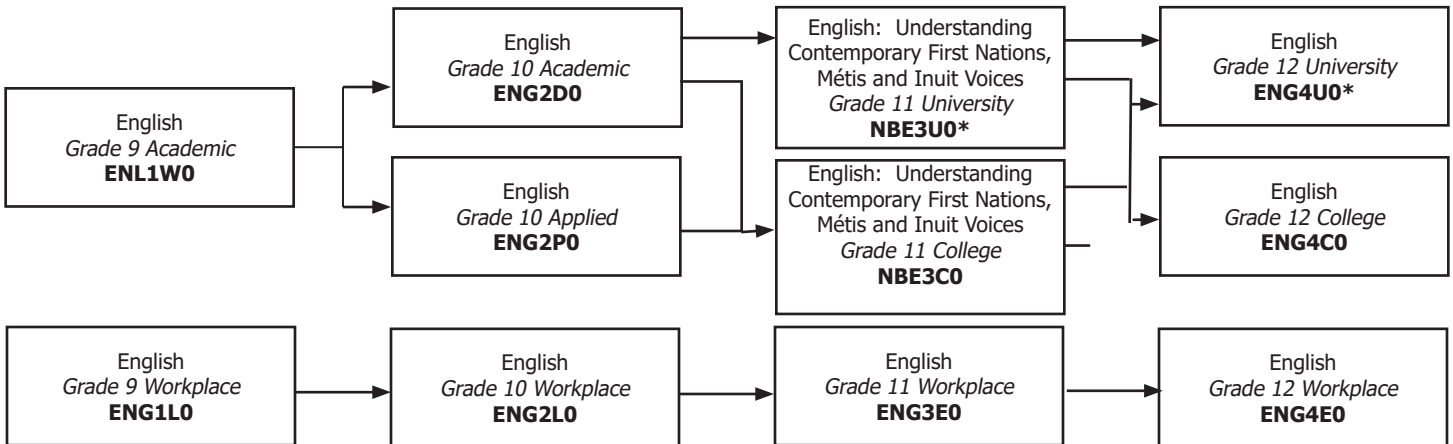 English
Grade 9 Academic
ENL1W0
English
Grade 10 Academic
ENG2D0
English
Grade 10 Applied
ENG2P0
English: Understanding
Contemporary First Nations,
Métis and Inuit Voices
Grade 11 University
NBE3U0*
English: Understanding
Contemporary First Nations,
Métis and Inuit Voices
Grade 11 College
NBE3C0
English
Grade 12 University
ENG4U0*
English
Grade 12 College
ENG4C0
English
Grade 9 Workplace
ENG1L0
English
Grade 10 Workplace
ENG2L0
English
Grade 11 Workplace
ENG3E0
English
Grade 12 Workplace
ENG4E0